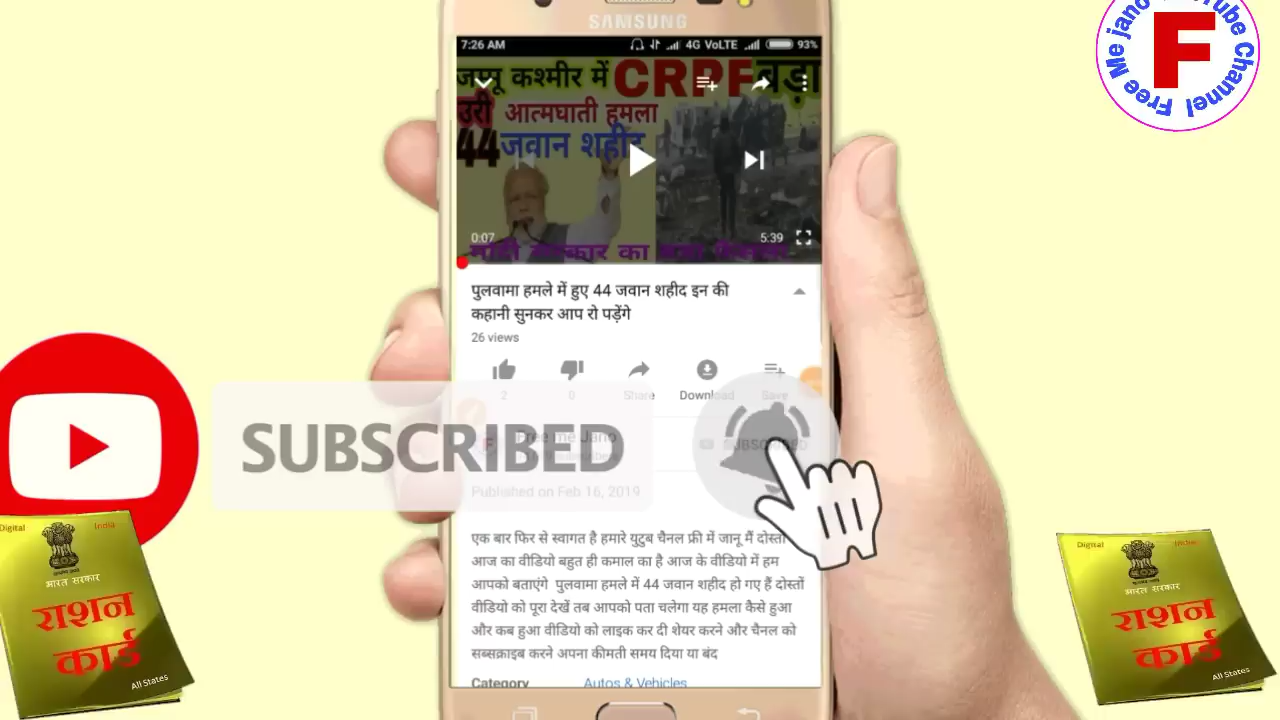 SAMSUNG
7:26 AM
4G VoLTE
93%
जम्मू कश्मीर में CRPF बड़ा
उरी आत्मघाती हमला
44 जवान शहीद
0:07
5:39
पुलवामा हमले में हुए 44 जवान शहीद इन की
कहानी सुनकर आप रो पड़ेंगे
26 views
2
0
Share
Download
Save
Free me Jano
SUBSCRIBED
SUBSCRIBED
Published on Feb 16, 2019
एक बार फिर से स्वागत है हमारे युटुब चैनल फ्री में जानू मैं दोस्तों
आज का वीडियो बहुत ही कमाल का है आज के वीडियो में हम
आपको बताएंगे पुलवामा हमले में 44 जवान शहीद हो गए हैं दोस्तों
वीडियो को पूरा देखें तब आपको पता चलेगा यह हमला कैसे हुआ
और कब हुआ वीडियो को लाइक कर दी शेयर करने और चैनल को
सब्सक्राइब करने अपना कीमती समय दिया या बंद
Category
Autos & Vehicles
Free Me jano
Channel Free
F
Digital India
भारत सरकार
राशन
कार्ड
All States
Digital India
भारत सरकार
राशन
कार्ड
All States